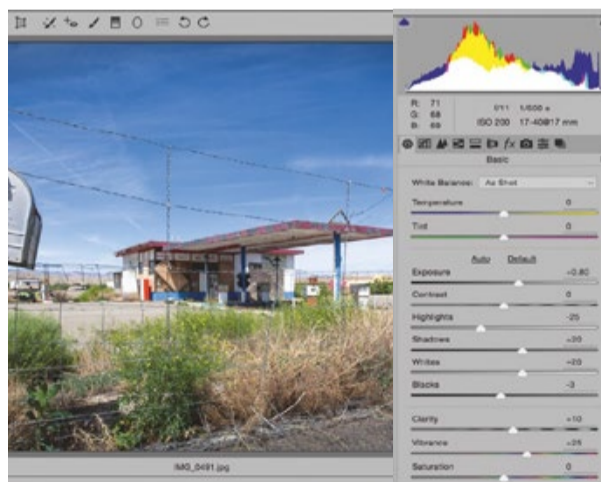 R: 71
G: 68
B: 69
f/11 1/500 s
ISO 200 17-40@17 mm
fx
Basic
White Balance: As Shot
Temperature 0
Tint 0
Auto Default
Exposure +0.80
Contrast 0
Highlights -25
Shadows +20
Whites +20
Blacks -3
Clarity +10
Vibrance +25
Saturation 0
IMG_0491.jpg